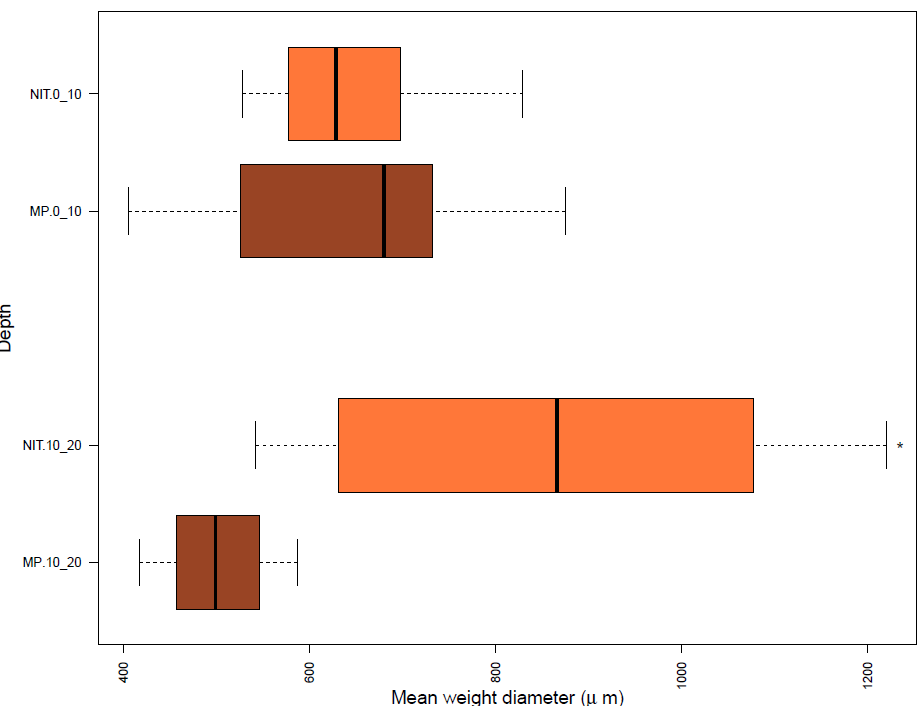 NIT.0_10
MP.0_10
Depth
NIT.10_20
*
MP.10_20
400 600 800 1000 1200
Mean weight diameter (μ m)